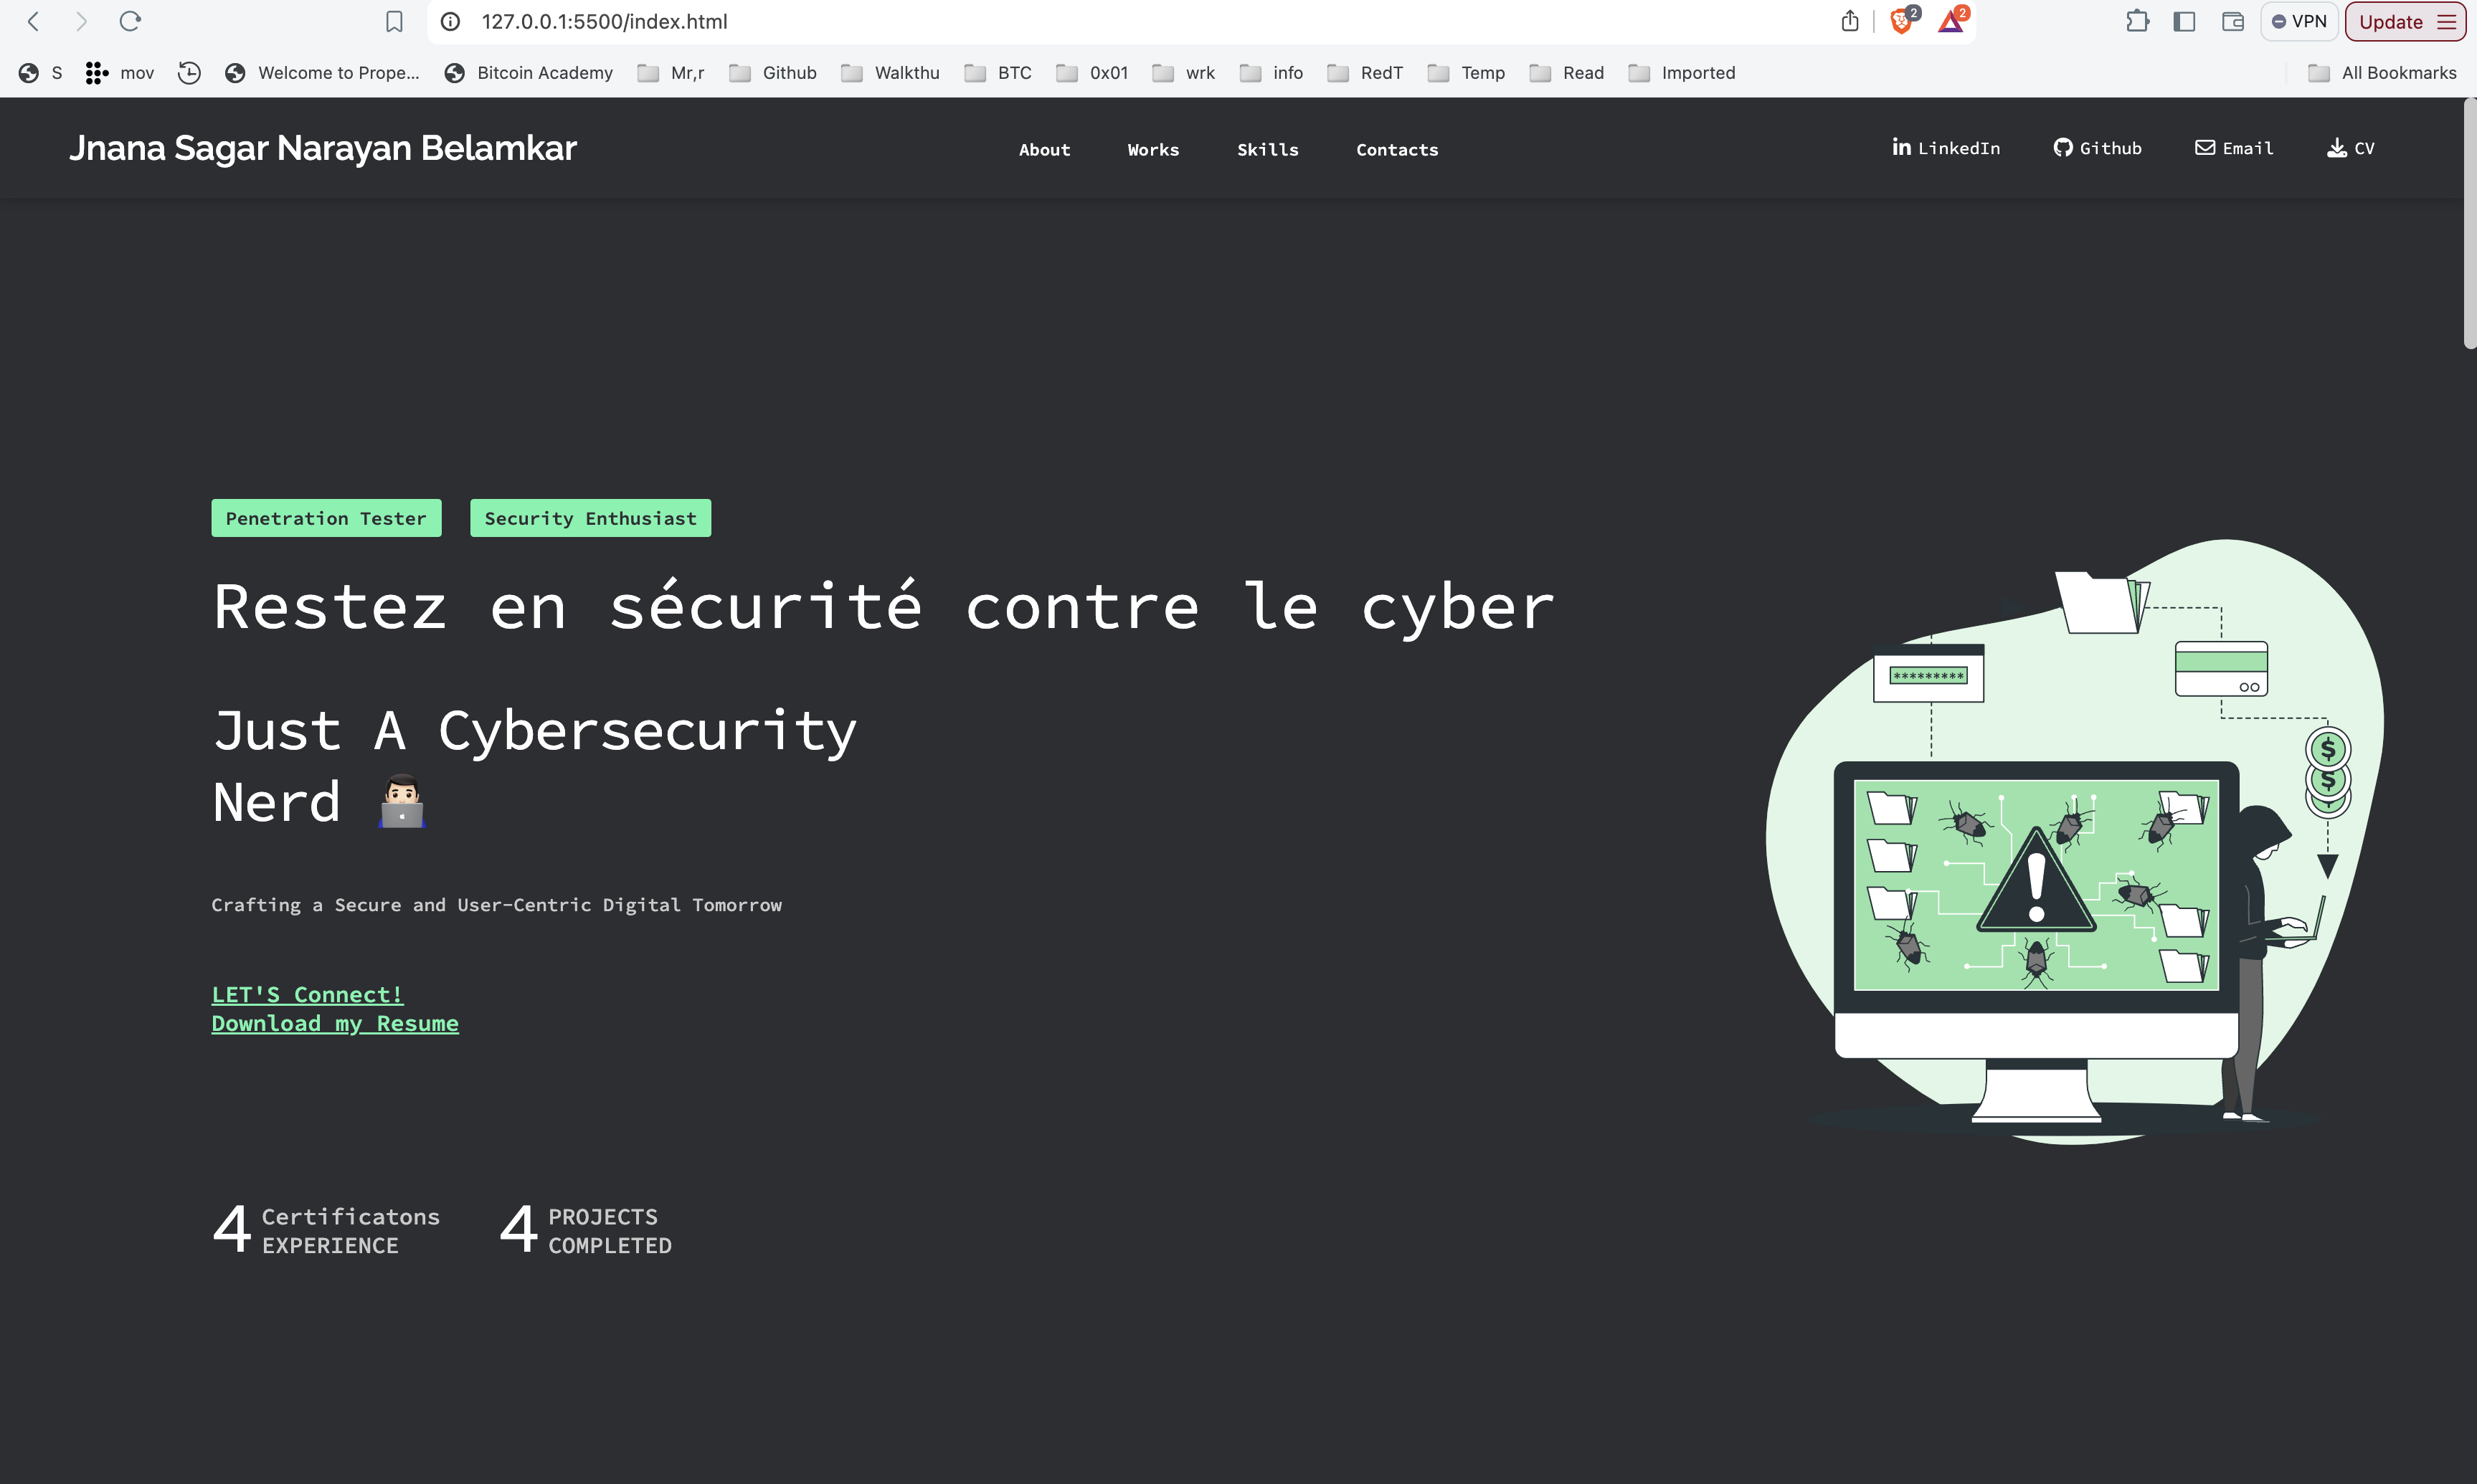 127.0.0.1:5500/index.html
2
2
VPN
Update
S
mov
Welcome to Prope...
Bitcoin Academy
Mr,r
Github
Walkthu
BTC
0x01
wrk
info
RedT
Temp
Read
Imported
All Bookmarks
Jnana Sagar Narayan Belamkar
About
Works
Skills
Contacts
LinkedIn
Github
Email
CV
Penetration Tester
Security Enthusiast
Restez en sécurité contre le cyber
Just A Cybersecurity
Nerd
Crafting a Secure and User-Centric Digital Tomorrow
LET'S Connect!
Download my Resume
4 Certificatons
EXPERIENCE
4 PROJECTS
COMPLETED
*********
$
$